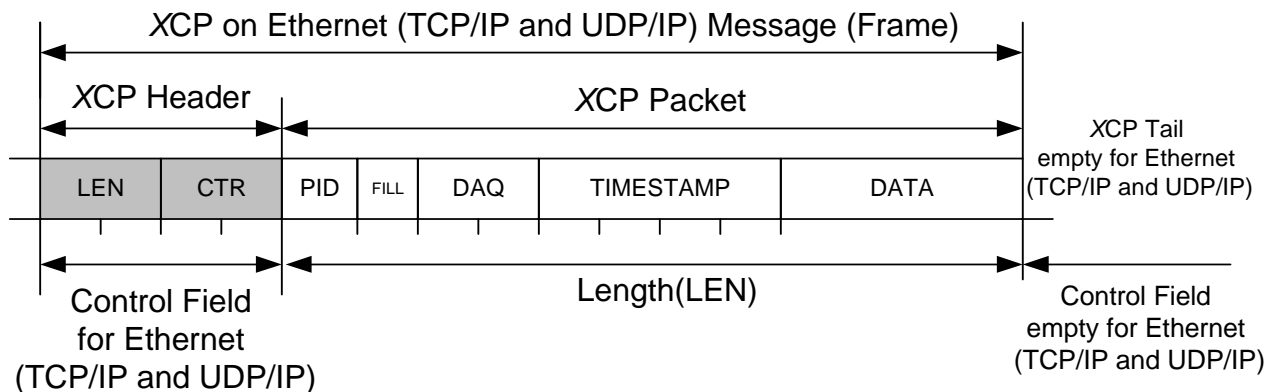 XCP on Ethernet (TCP/IP and UDP/IP) Message (Frame)
XCP Header
XCP Packet
XCP Tail
empty for Ethernet
(TCP/IP and UDP/IP)
LEN
CTR
PID
FILL
DAQ
TIMESTAMP
DATA
Control Field
for Ethernet
(TCP/IP and UDP/IP)
Length(LEN)
Control Field
empty for Ethernet
(TCP/IP and UDP/IP)